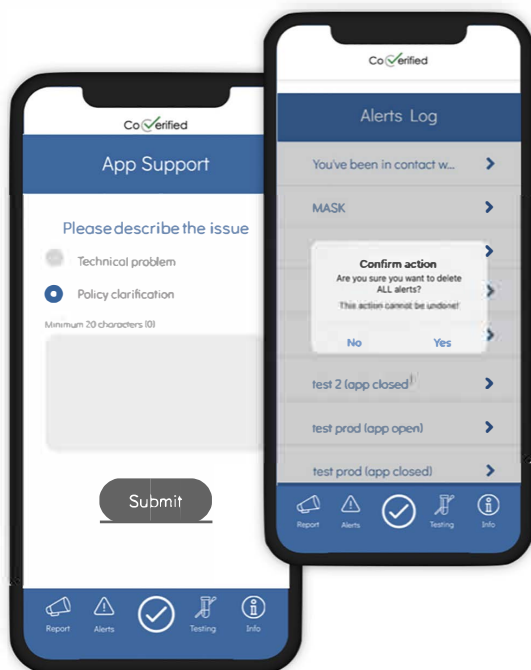 CoVerified
App Support
Please describe the issue
Technical problem
Policy clarification
Minimum 20 characters (0)
Submit
Report Alerts Testing Info
CoVerified
Alerts Log
You've been in contact w...
MASK
Confirm action
Are you sure you want to delete
ALL alerts?
This action cannot be undone!
No Yes
test 2 (app closed)
test prod (app open)
test prod (app closed)
Report Alerts Testing Info